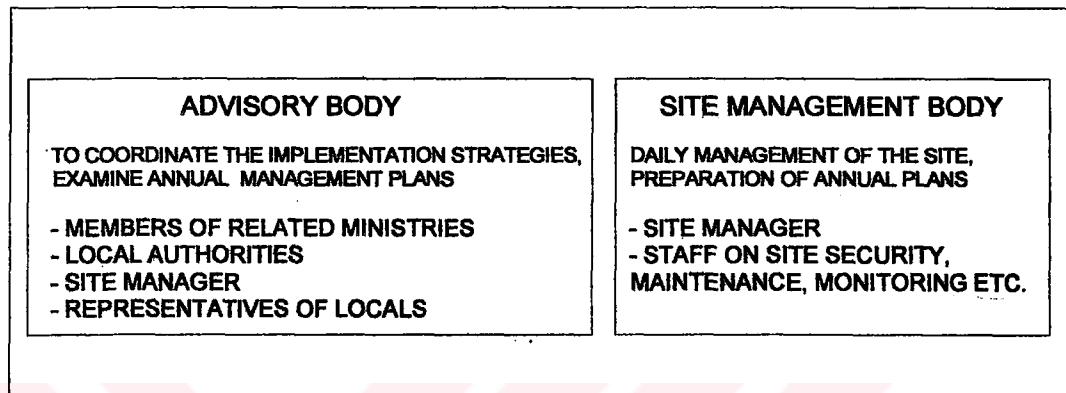 ADVISORY BODY
TO COORDINATE THE IMPLEMENTATION STRATEGIES,
EXAMINE ANNUAL MANAGEMENT PLANS
- MEMBERS OF RELATED MINISTRIES
- LOCAL AUTHORITIES
- SITE MANAGER
- REPRESENTATIVES OF LOCALS
SITE MANAGEMENT BODY
DAILY MANAGEMENT OF THE SITE,
PREPARATION OF ANNUAL PLANS
- SITE MANAGER
- STAFF ON SITE SECURITY,
MAINTENANCE, MONITORING ETC.